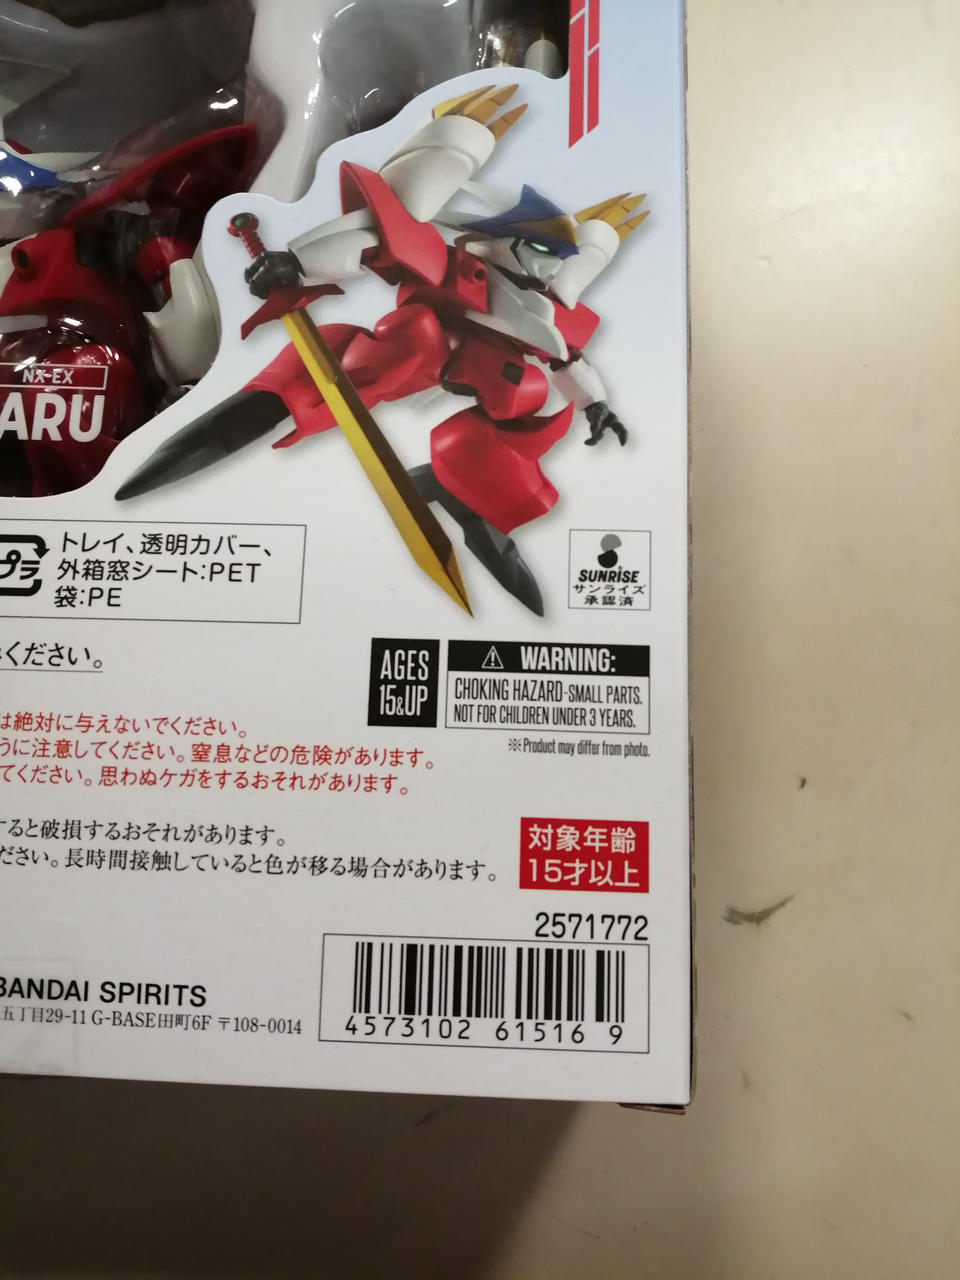 NX-EX
ARU
プラ
トレイ、透明カバー、
外箱窓シート:PET
袋:PE
SUNRISE
サンライズ
承認済
ください。
AGES
15&UP
WARNING:
CHOKING HAZARD-SMALL PARTS.
NOT FOR CHILDREN UNDER 3 YEARS.
※Product may differ from photo.
は絶対に与えないでください。
うに注意してください。窒息などの危険があります。
てください。思わぬケガをするおそれがあります。
すると破損するおそれがあります。
ださい。長時間接触していると色が移る場合があります。
対象年齢
15才以上
2571772
BANDAI SPIRITS
五丁目29-11 G-BASE田町6F 〒108-0014
4573102 61516 9